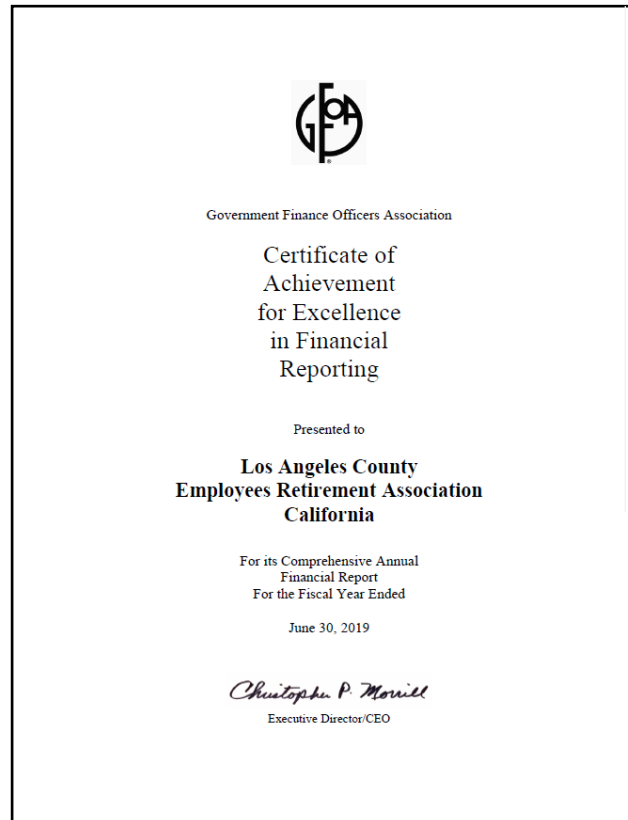 GFOA
®
Government Finance Officers Association
Certificate of
Achievement
for Excellence
in Financial
Reporting
Presented to
Los Angeles County
Employees Retirement Association
California
For its Comprehensive Annual
Financial Report
For the Fiscal Year Ended
June 30, 2019
Christopher P. Morrill
Executive Director/CEO